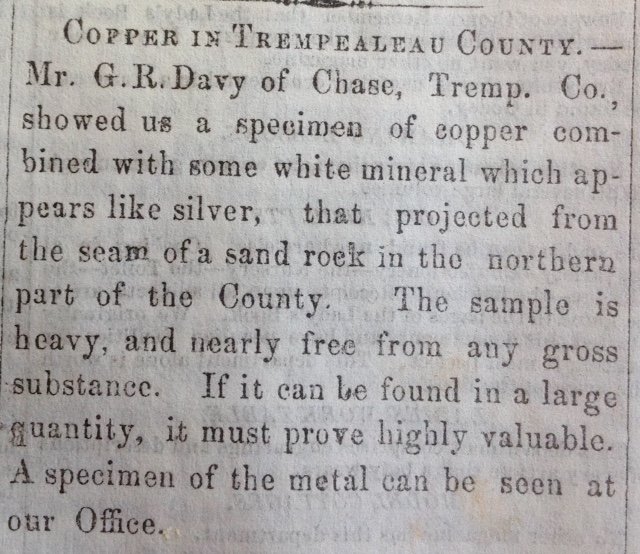 COPPER IN TREMPEALEAU COUNTY.—
Mr. G. R. Davy of Chase, Tremp. Co.,
showed us a specimen of copper com-
bined with some white mineral which ap-
pears like silver, that projected from
the seam of a sand rock in the northern
part of the County. The sample is
heavy, and nearly free from any gross
substance. If it can be found in a large
quantity, it must prove highly valuable.
A specimen of the metal can be seen at
our Office.